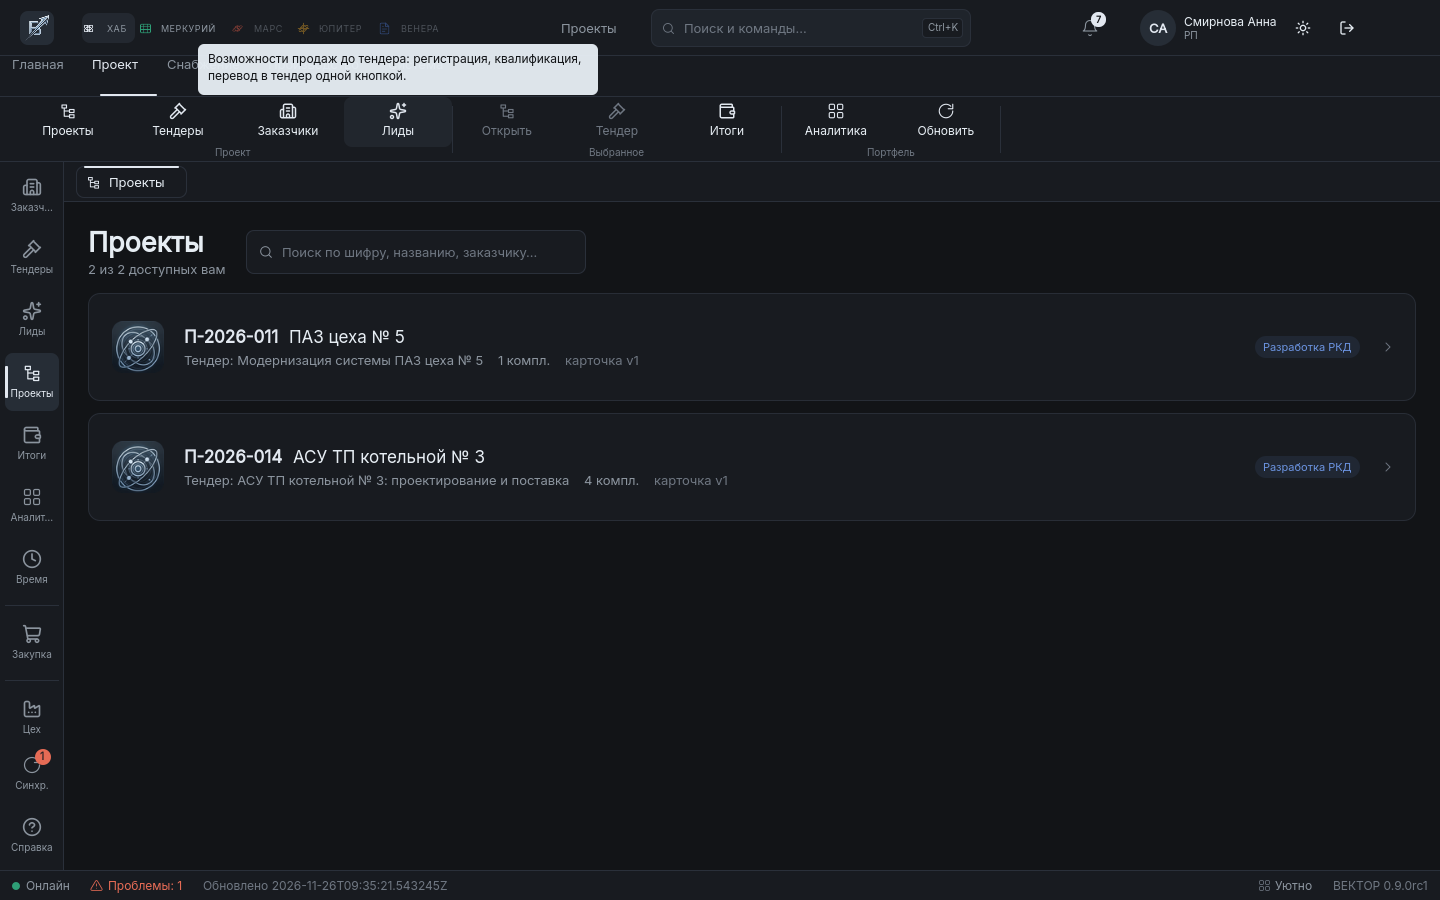 ХАБ
МЕРКУРИЙ
МАРС
ЮПИТЕР
ВЕНЕРА
Проекты
Поиск и команды...
Ctrl+K
7
СА
Смирнова Анна
РП
Главная
Проект
Снаб
Возможности продаж до тендера: регистрация, квалификация,
перевод в тендер одной кнопкой.
Проекты
Тендеры
Заказчики
Лиды
Открыть
Тендер
Итоги
Аналитика
Обновить
Проект
Выбранное
Портфель
Заказч...
Тендеры
Лиды
Проекты
Итоги
Аналит...
Время
Закупка
Цех
1
Синхр.
Справка
Проекты
Проекты
2 из 2 доступных вам
Поиск по шифру, названию, заказчику...
П-2026-011 ПАЗ цеха № 5
Тендер: Модернизация системы ПАЗ цеха № 5 1 компл. карточка v1
Разработка РКД
П-2026-014 АСУ ТП котельной № 3
Тендер: АСУ ТП котельной № 3: проектирование и поставка 4 компл. карточка v1
Разработка РКД
Онлайн
Проблемы: 1
Обновлено 2026-11-26T09:35:21.543245Z
Уютно
ВЕКТОР 0.9.0rc1